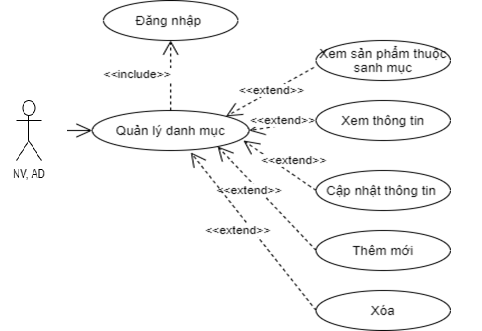 Đăng nhập
Xem sản phẩm thuộc
sanh mục
<<include>>
<<extend>>
Quản lý danh mục
<<extend>>
Xem thông tin
<<extend>>
NV, AD
<<extend>>
Cập nhật thông tin
<<extend>>
Thêm mới
Xóa